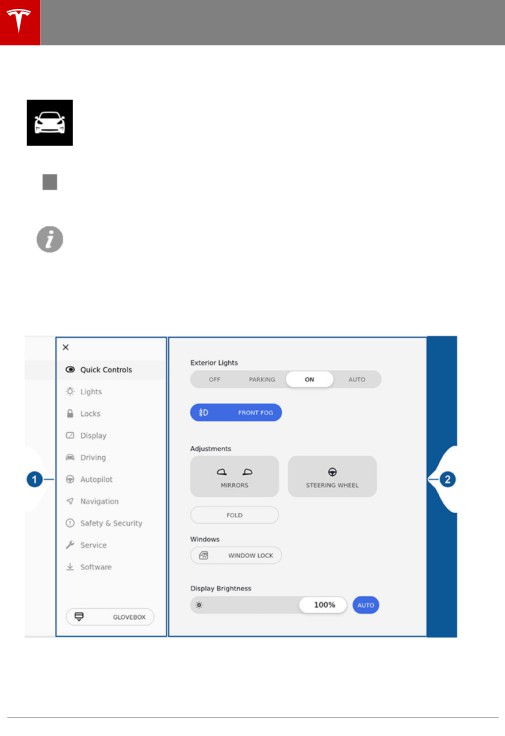 Quick Controls
Lights
Locks
Display
Driving
Autopilot
Navigation
Safety & Security
Service
Software
GLOVEBOX
1
Exterior Lights
OFF PARKING ON AUTO
FRONT FOG
Adjustments
MIRRORS STEERING WHEEL
FOLD
Windows
WINDOW LOCK
Display Brightness
100% AUTO
2